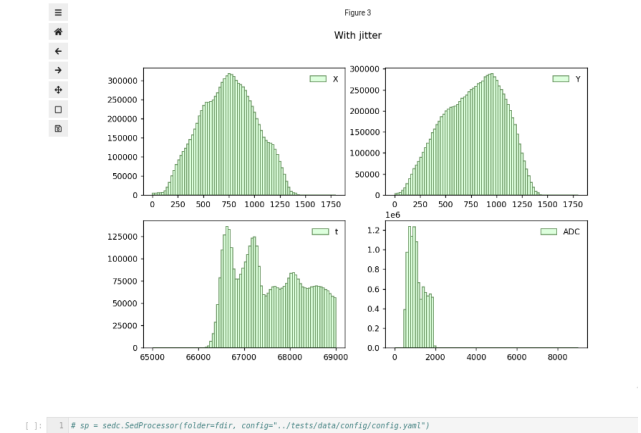 Figure 3
With jitter
300000
250000
200000
150000
100000
50000
0
0 250 500 750 1000 1250 1500 1750
X
300000
250000
200000
150000
100000
50000
0
0 250 500 750 1000 1250 1500 1750
Y
125000
100000
75000
50000
25000
0
65000 66000 67000 68000 69000
t
1e6
1.2
1.0
0.8
0.6
0.4
0.2
0.0
0 2000 4000 6000 8000
ADC
[ ]: 1 # sp = sedc.SedProcessor(folder=fdir, config="../tests/data/config/config.yaml")